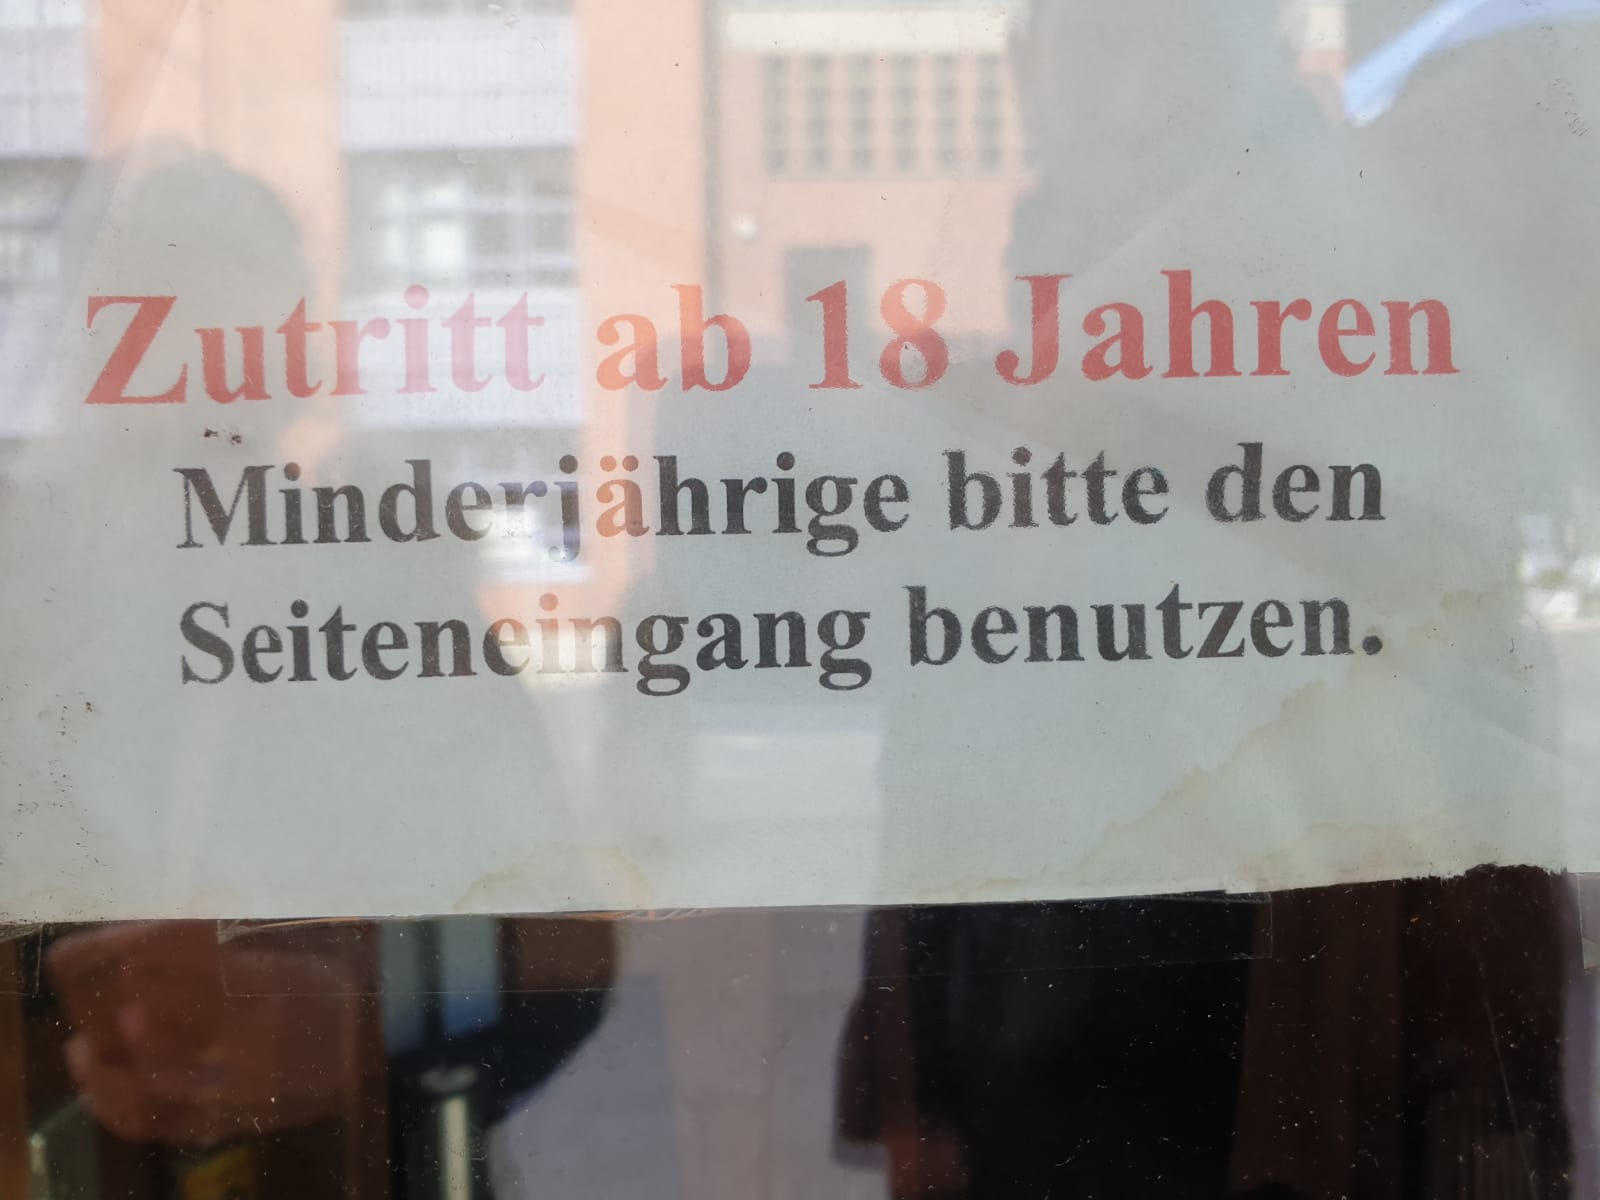 Zutritt ab 18 Jahren
Minderjährige bitte den
Seiteneingang benutzen.